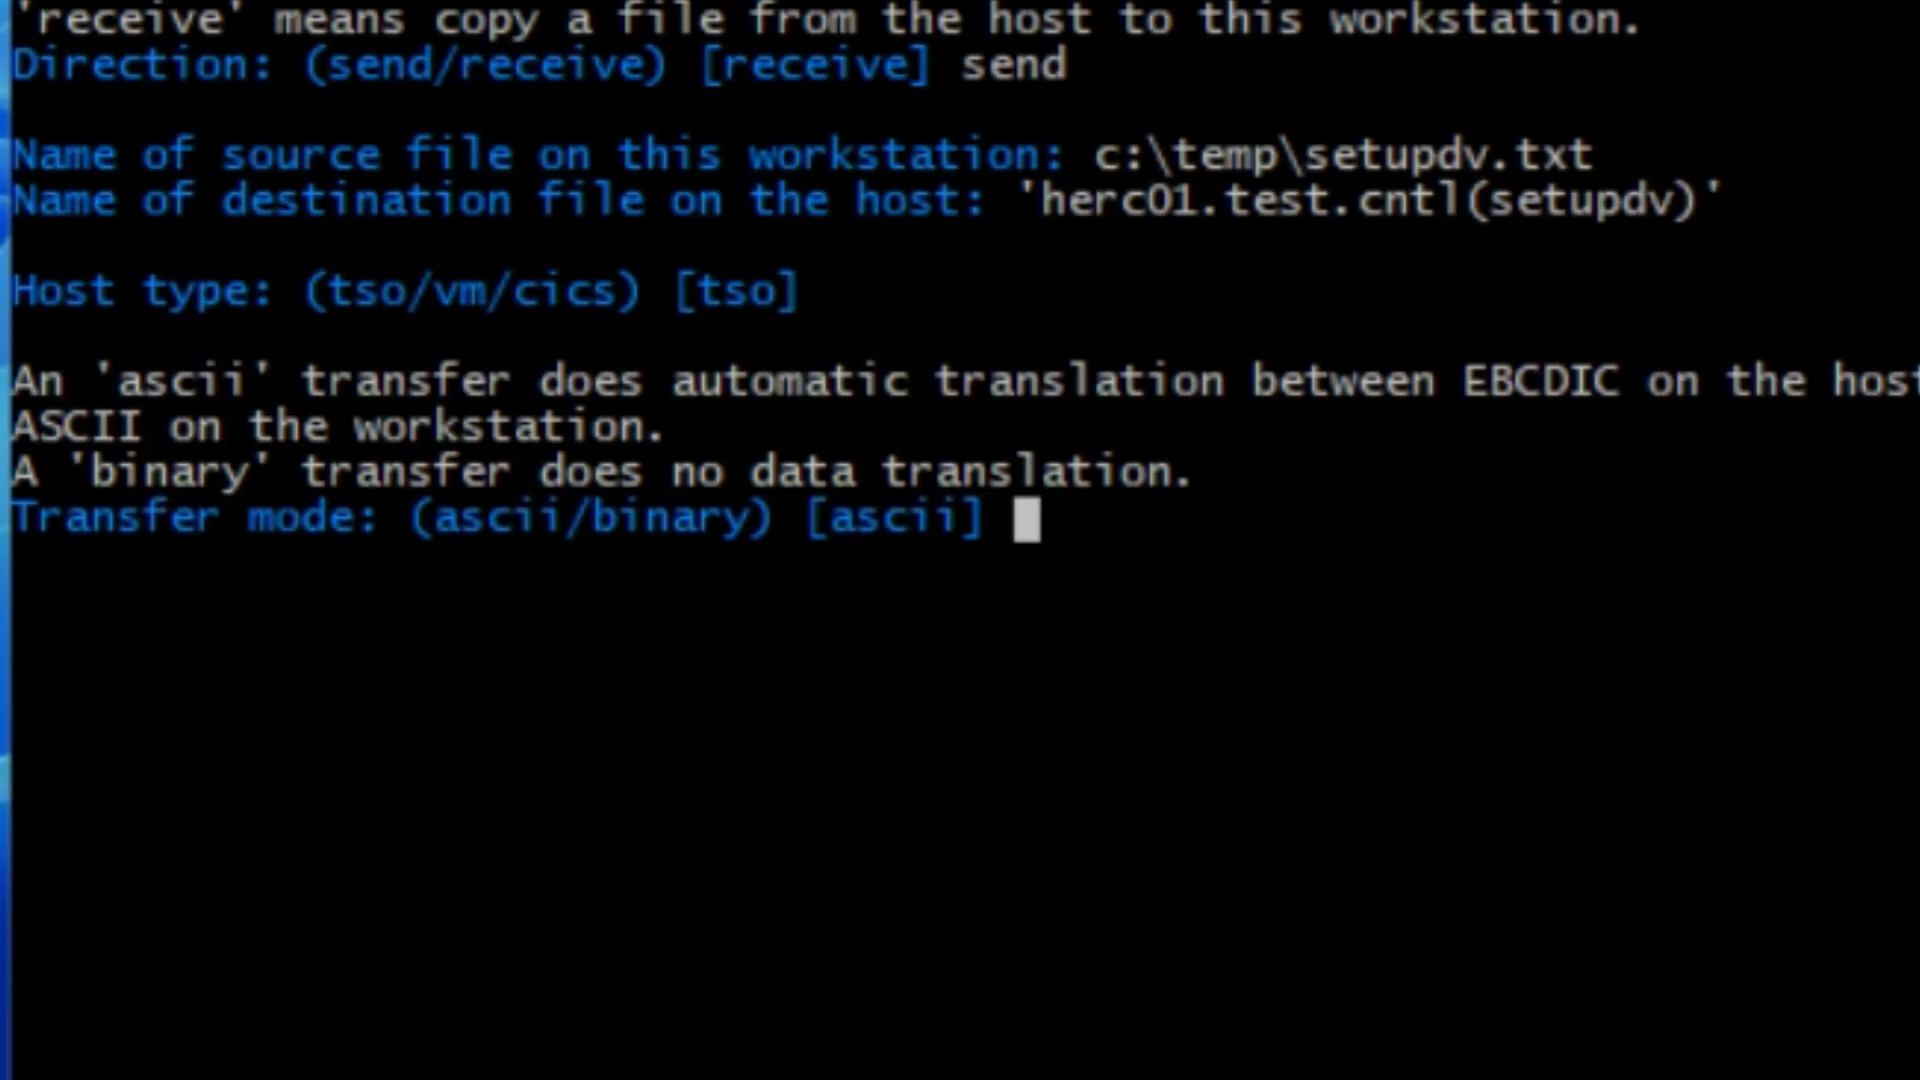 'receive' means copy a file from the host to this workstation.
Direction: (send/receive) [receive] send
Name of source file on this workstation: c:\temp\setupdv.txt
Name of destination file on the host: 'herc01.test.cntl(setupdv)'
Host type: (tso/vm/cics) [tso]
An 'ascii' transfer does automatic translation between EBCDIC on the host
ASCII on the workstation.
A 'binary' transfer does no data translation.
Transfer mode: (ascii/binary) [ascii]